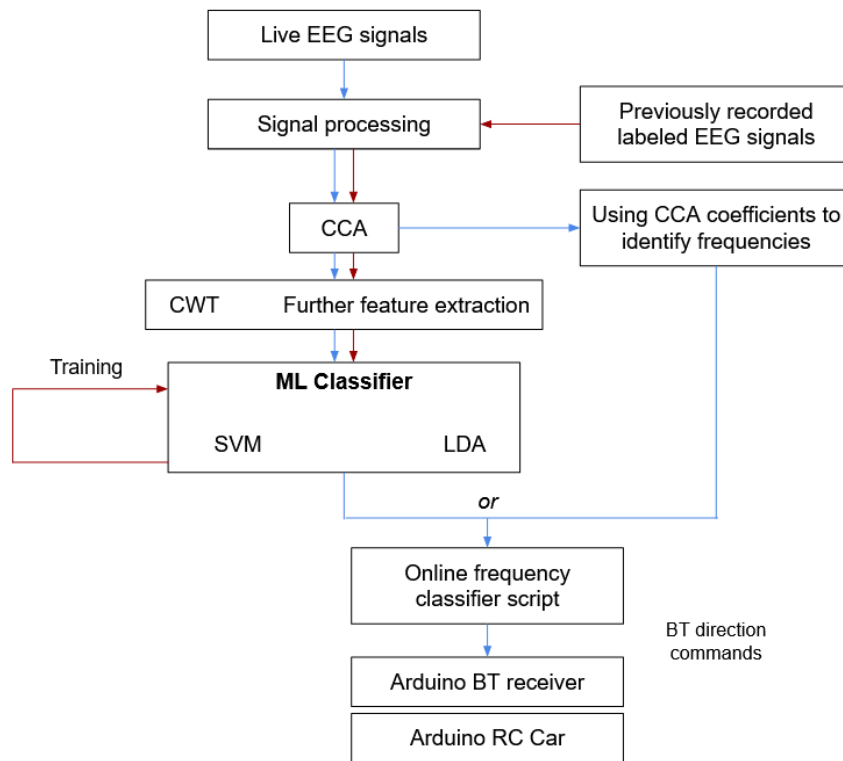 Live EEG signals
Signal processing
Previously recorded
labeled EEG signals
CCA
Using CCA coefficients to
identify frequencies
CWT Further feature extraction
Training
ML Classifier
SVM LDA
or
Online frequency
classifier script
BT direction
commands
Arduino BT receiver
Arduino RC Car